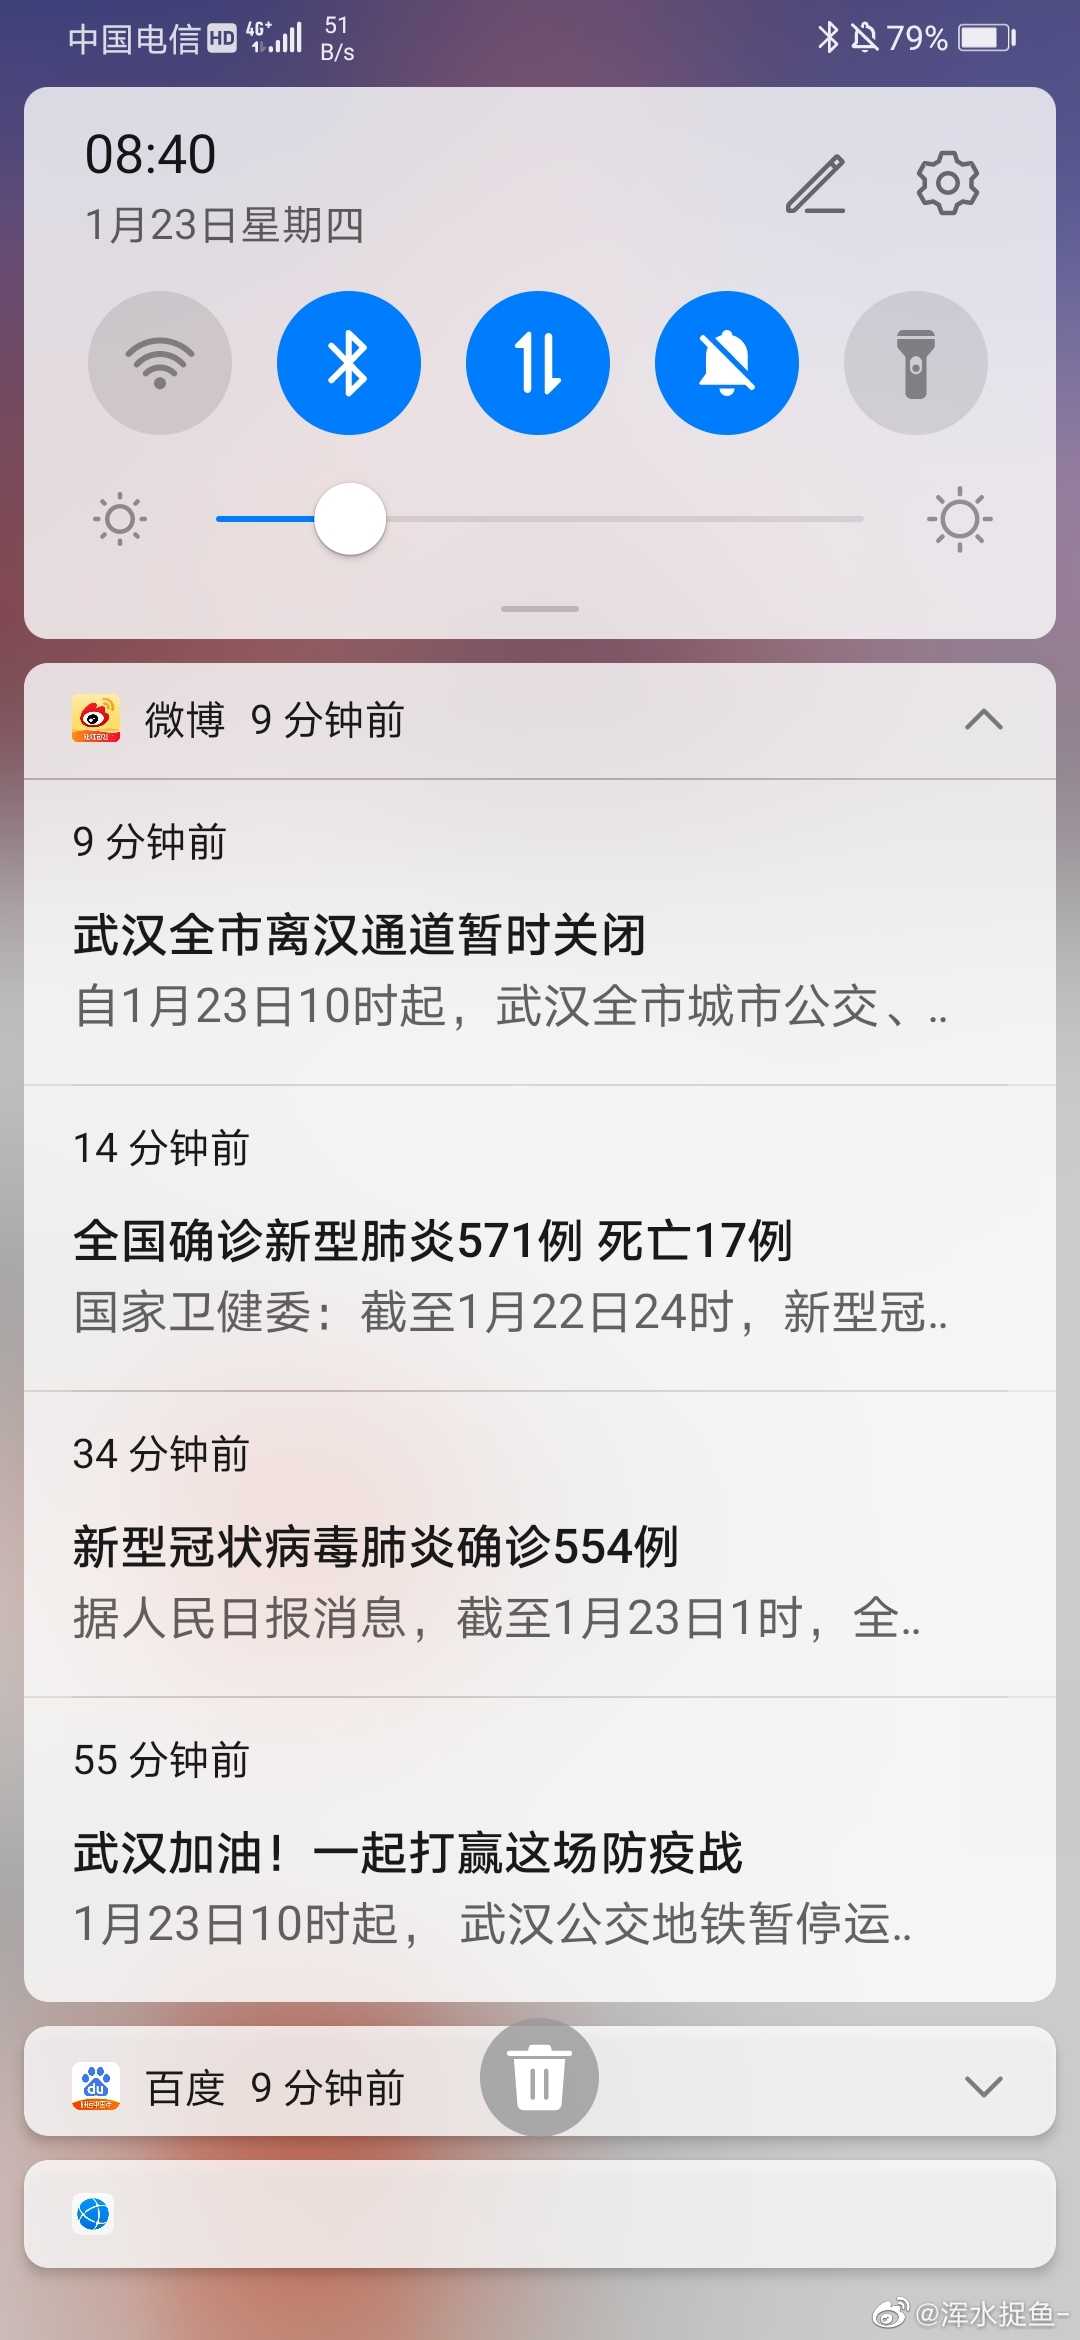 中国电信 HD 4G+ 1 51 B/s 79%
08:40
1月23日星期四
微博 9 分钟前
9 分钟前
武汉全市离汉通道暂时关闭
自1月23日10时起，武汉全市城市公交、..
14 分钟前
全国确诊新型肺炎571例 死亡17例
国家卫健委：截至1月22日24时，新型冠..
34 分钟前
新型冠状病毒肺炎确诊554例
据人民日报消息，截至1月23日1时，全..
55 分钟前
武汉加油！一起打赢这场防疫战
1月23日10时起， 武汉公交地铁暂停运..
du
百度 9 分钟前
@浑水捉鱼-